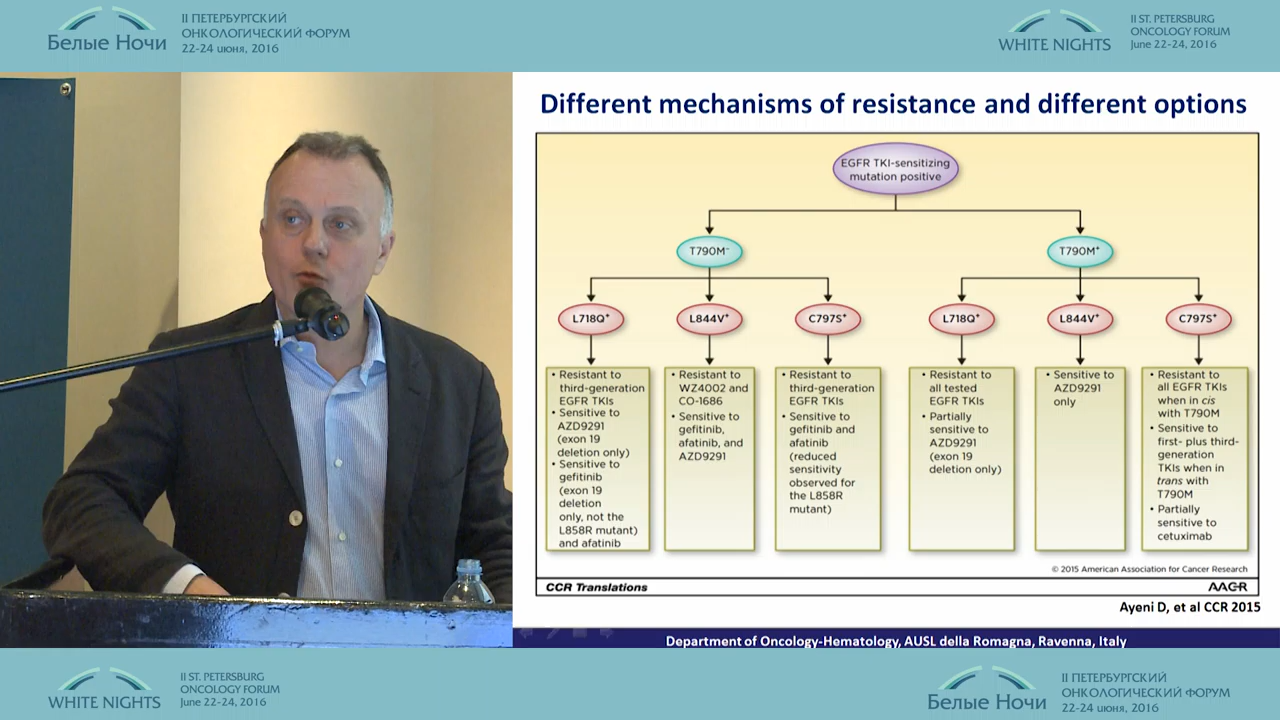 Белые Ночи
II ПЕТЕРБУРГСКИЙ
ОНКОЛОГИЧЕСКИЙ ФОРУМ
22-24 июня, 2016
WHITE NIGHTS
II ST. PETERSBURG
ONCOLOGY FORUM
June 22-24, 2016
Different mechanisms of resistance and different options
EGFR TKI-sensitizing
mutation positive
T790M⁻
T790M⁺
L718Q⁺
L844V⁺
C797S⁺
L718Q⁺
L844V⁺
C797S⁺
• Resistant to
third-generation
EGFR TKIs
• Sensitive to
AZD9291
(exon 19
deletion only)
• Sensitive to
gefitinib
(exon 19
deletion
only, not the
L858R mutant)
and afatinib
• Resistant to
WZ4002 and
CO-1686
• Sensitive to
gefitinib,
afatinib, and
AZD9291
• Resistant to
third-generation
EGFR TKIs
• Sensitive to
gefitinib and
afatinib
(reduced
sensitivity
observed for
the L858R
mutant)
• Resistant to
all tested
EGFR TKIs
• Partially
sensitive to
AZD9291
(exon 19
deletion only)
• Sensitive to
AZD9291
only
• Resistant to
all EGFR TKIs
when in cis
with T790M
• Sensitive to
first- plus third-
generation
TKIs when in
trans with
T790M
• Partially
sensitive to
cetuximab
© 2015 American Association for Cancer Research
CCR Translations
AACR
Ayeni D, et al CCR 2015
Department of Oncology-Hematology, AUSL della Romagna, Ravenna, Italy
WHITE NIGHTS
II ST. PETERSBURG
ONCOLOGY FORUM
June 22-24, 2016
Белые Ночи
II ПЕТЕРБУРГСКИЙ
ОНКОЛОГИЧЕСКИЙ ФОРУМ
22-24 июня, 2016